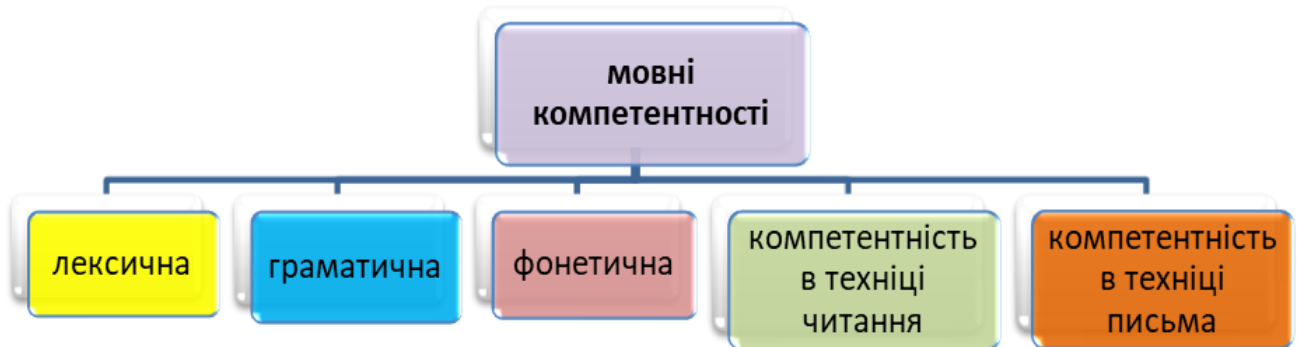 мовні
компетентності
лексична
граматична
фонетична
компетентність
в техніці
читання
компетентність
в техніці
письма